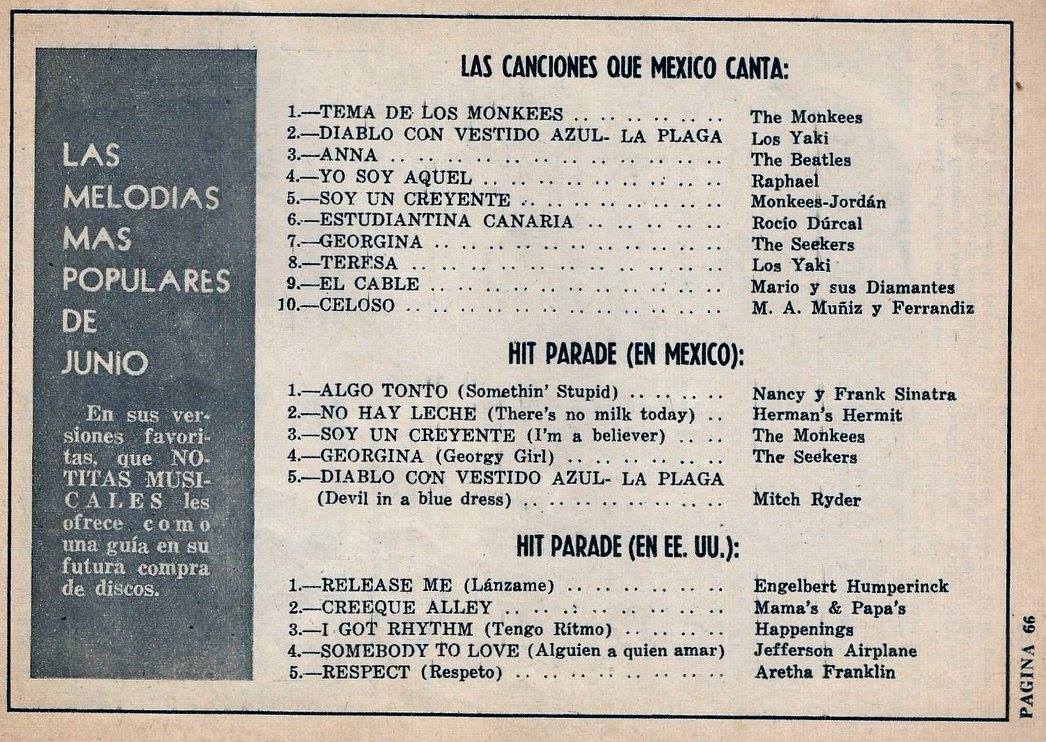 LAS
MELODIAS
MAS
POPULARES
DE
JUNIO
En sus ver-
siones favori-
tas, que NO-
TITAS MUSI-
CALES les
ofrece como
una guía en su
futura compra
de discos.
LAS CANCIONES QUE MEXICO CANTA:
1.—TEMA DE LOS MONKEES .. .. .. .. .. .. The Monkees
2.—DIABLO CON VESTIDO AZUL- LA PLAGA Los Yaki
3.—ANNA .. .. .. .. .. .. .. .. .. .. .. .. The Beatles
4.—YO SOY AQUEL .. .. .. .. .. .. .. .. .. Raphael
5.—SOY UN CREYENTE .. .. .. .. .. .. .. .. Monkees-Jordán
6.—ESTUDIANTINA CANARIA .. .. .. .. .. .. Rocío Dúrcal
7.—GEORGINA .. .. .. .. .. .. .. .. .. .. .. The Seekers
8.—TERESA .. .. .. .. .. .. .. .. .. .. .. .. Los Yaki
9.—EL CABLE .. .. .. .. .. .. .. .. .. .. .. Mario y sus Diamantes
10.—CELOSO .. .. .. .. .. .. .. .. .. .. .. .. M. A. Muñiz y Ferrandiz
HIT PARADE (EN MEXICO):
1.—ALGO TONTO (Somethin' Stupid) .. .. .. .. Nancy y Frank Sinatra
2.—NO HAY LECHE (There's no milk today) .. Herman's Hermit
3.—SOY UN CREYENTE (I'm a believer) .. .. The Monkees
4.—GEORGINA (Georgy Girl) .. .. .. .. .. .. The Seekers
5.—DIABLO CON VESTIDO AZUL- LA PLAGA
(Devil in a blue dress) .. .. .. .. .. .. .. Mitch Ryder
HIT PARADE (EN EE. UU.):
1.—RELEASE ME (Lánzame) .. .. .. .. .. .. Engelbert Humperinck
2.—CREEQUE ALLEY .. .. .. .. .. .. .. .. Mama's & Papa's
3.—I GOT RHYTHM (Tengo Rítmo) .. .. .. .. Happenings
4.—SOMEBODY TO LOVE (Alguien a quien amar) Jefferson Airplane
5.—RESPECT (Respeto) .. .. .. .. .. .. .. .. Aretha Franklin
PAGINA 66